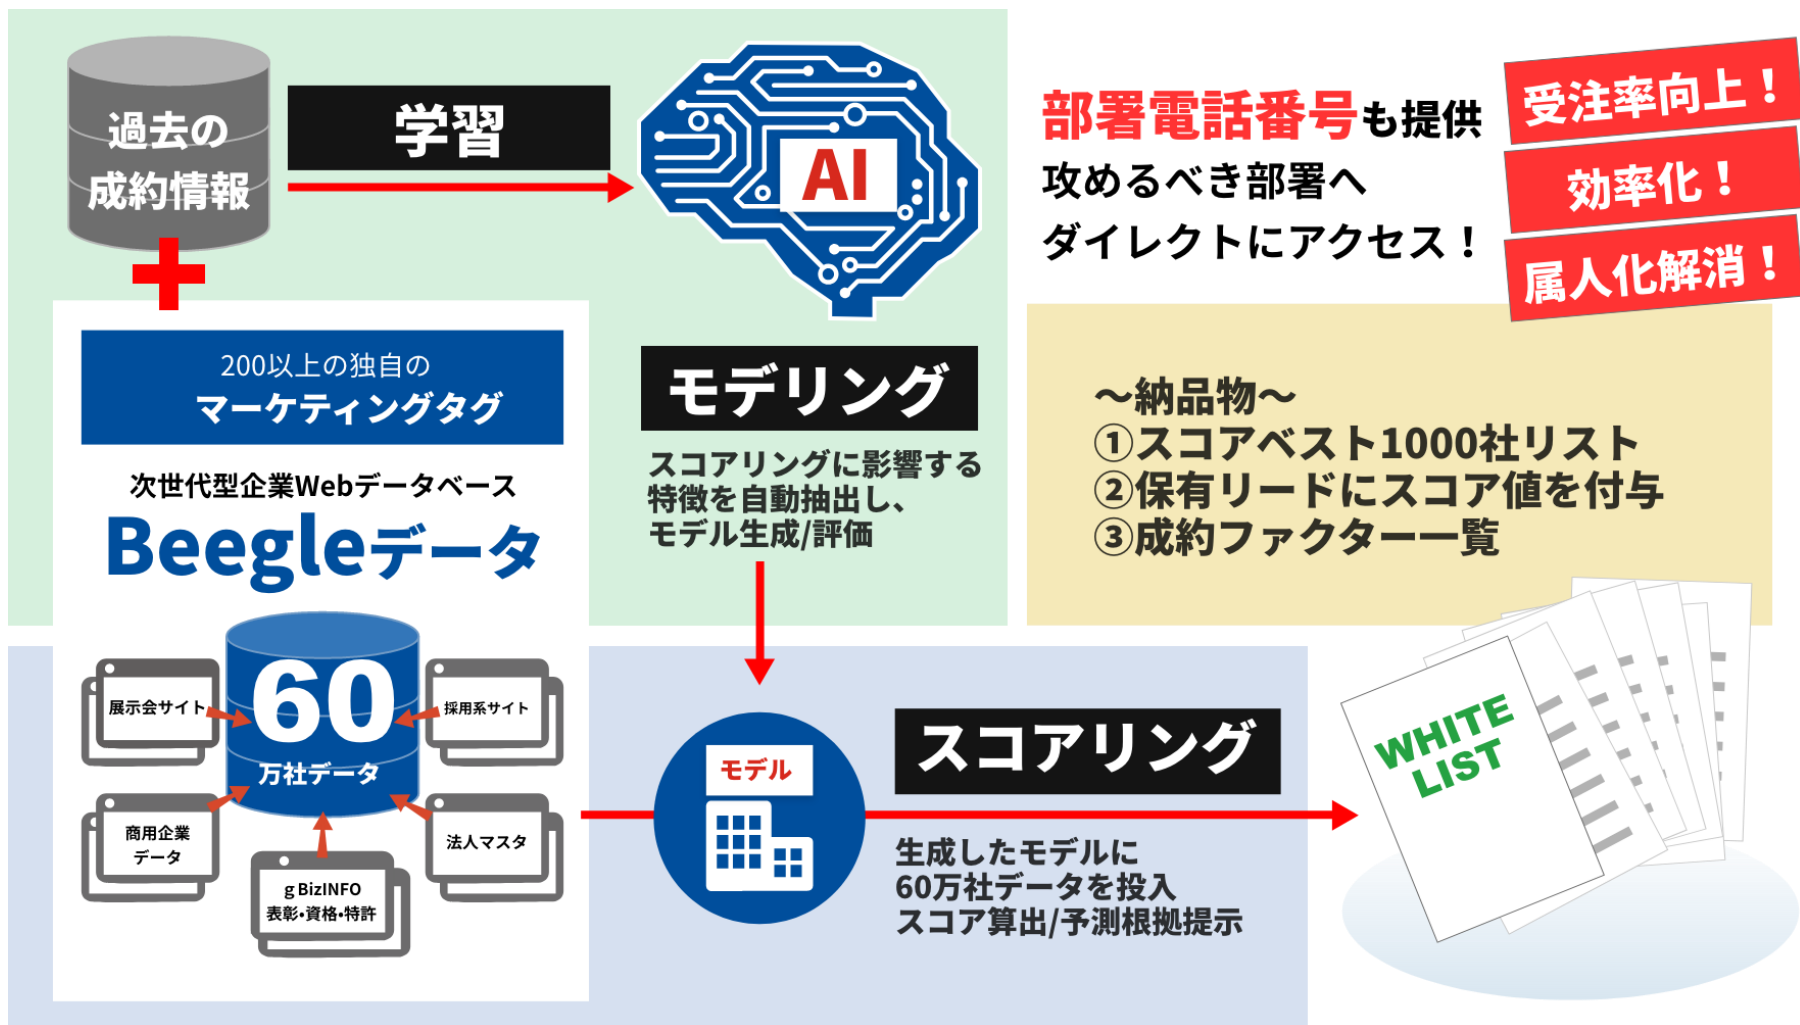 過去の
成約情報
学習
AI
部署電話番号も提供
攻めるべき部署へ
ダイレクトにアクセス！
受注率向上！
効率化！
属人化解消！
200以上の独自の
マーケティングタグ
次世代型企業Webデータベース
Beegleデータ
60
万社データ
展示会サイト
採用系サイト
商用企業
データ
法人マスタ
gBizINFO
表彰・資格・特許
モデリング
スコアリングに影響する
特徴を自動抽出し、
モデル生成/評価
～納品物～
①スコアベスト1000社リスト
②保有リードにスコア値を付与
③成約ファクター一覧
モデル
スコアリング
生成したモデルに
60万社データを投入
スコア算出/予測根拠提示
WHITE
LIST